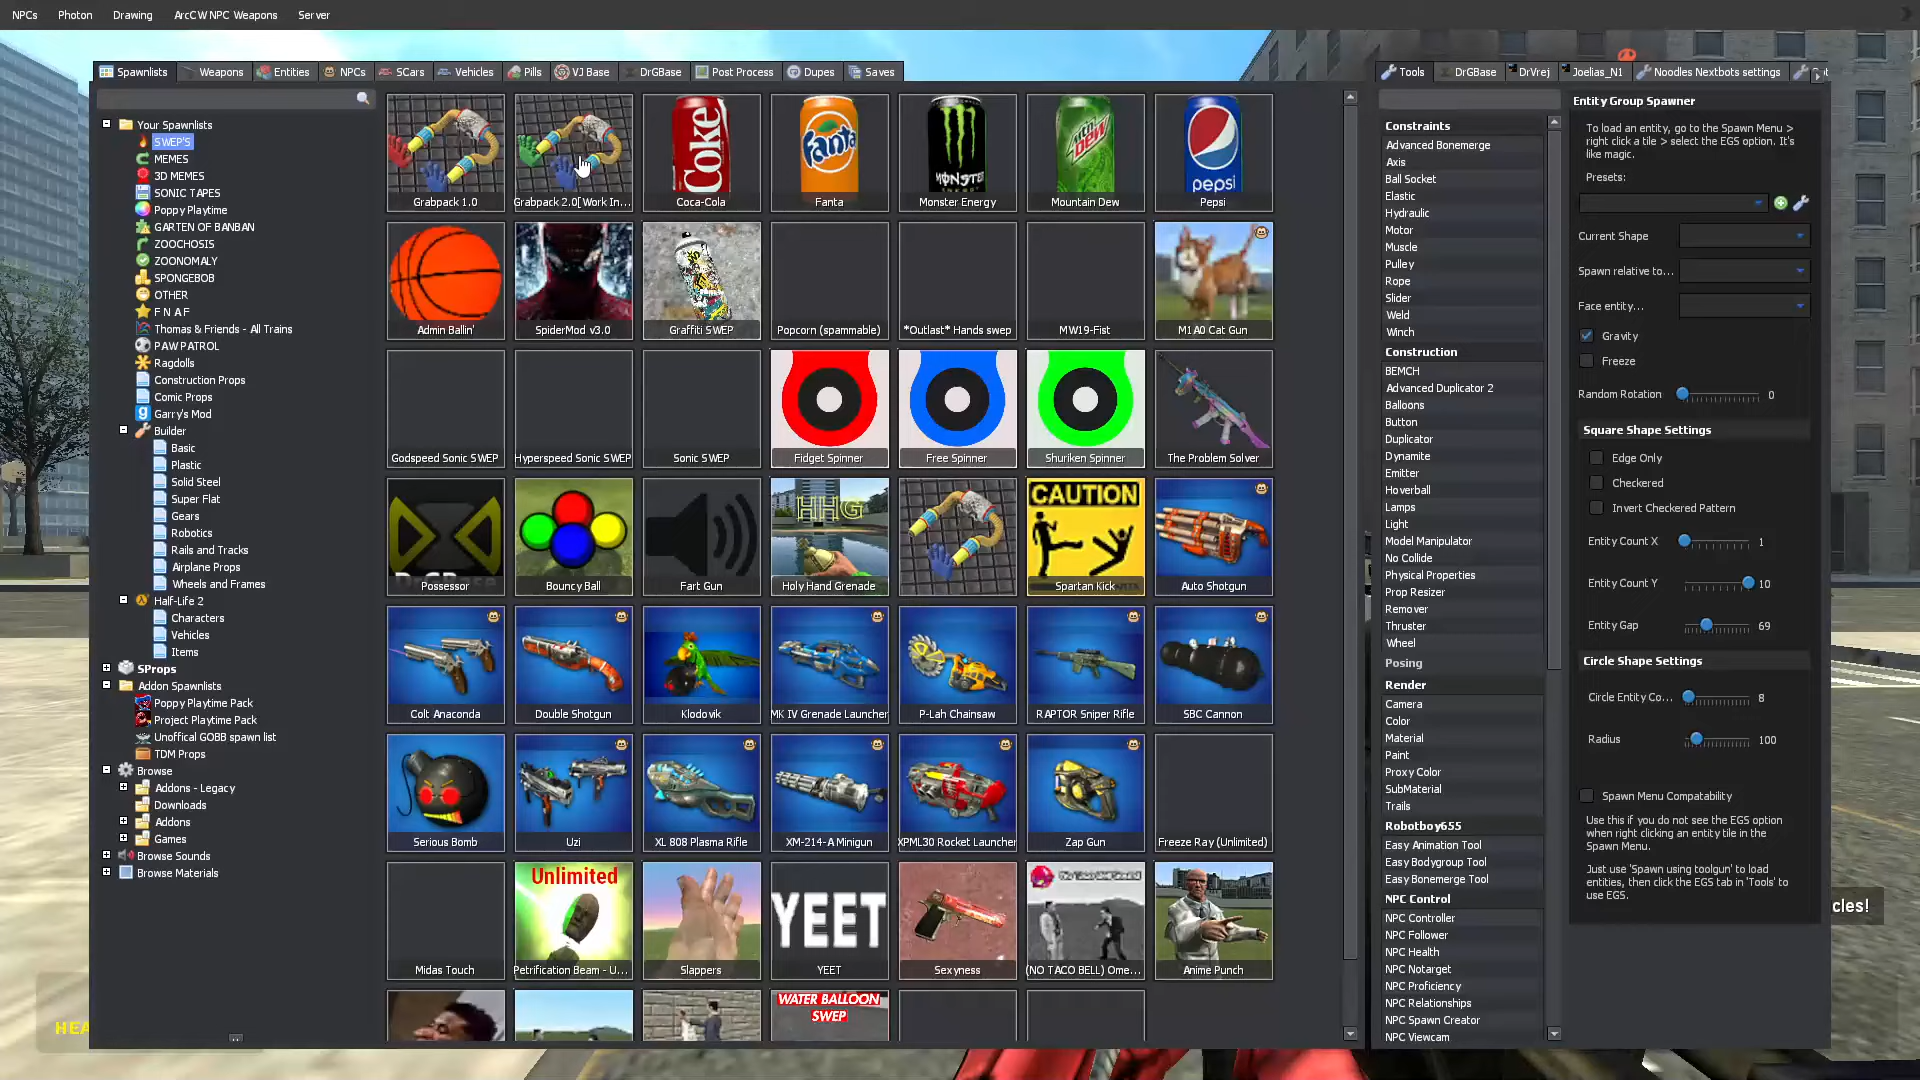 NPCs Photon Drawing ArcCW NPC Weapons Server
Spawnlists Weapons Entities NPCs SCars Vehicles Pills VJ Base DrGBase Post Process Dupes Saves
Your Spawnlists
SWEP'S
MEMES
3D MEMES
SONIC TAPES
Poppy Playtime
GARTEN OF BANBAN
ZOOCHOSIS
ZOONOMALY
SPONGEBOB
OTHER
F N A F
Thomas & Friends - All Trains
PAW PATROL
Ragdolls
Construction Props
Comic Props
Garry's Mod
Builder
Basic
Plastic
Solid Steel
Super Flat
Gears
Robotics
Rails and Tracks
Airplane Props
Wheels and Frames
Half-Life 2
Characters
Vehicles
Items
SProps
Addon Spawnlists
Poppy Playtime Pack
Project Playtime Pack
Unoffical GOBB spawn list
TDM Props
Browse
Addons - Legacy
Downloads
Addons
Games
Browse Sounds
Browse Materials
HEA
Coke
Fanta
MONSTER
ENERGY
mtn
DEW
pepsi
Grabpack 1.0 Grabpack 2.0[Work In... Coca-Cola Fanta Monster Energy Mountain Dew Pepsi
Admin Ballin' SpiderMod v3.0 Graffiti SWEP Popcorn (spammable) *Outlast* Hands swep MW19-Fist M1A0 Cat Gun
Godspeed Sonic SWEP Hyperspeed Sonic SWEP Sonic SWEP Fidget Spinner Free Spinner Shuriken Spinner The Problem Solver
HHG
CAUTION
Possessor Bouncy Ball Fart Gun Holy Hand Grenade Spartan Kick Auto Shotgun
Colt Anaconda Double Shotgun Klodovik MK IV Grenade Launcher P-Lah Chainsaw RAPTOR Sniper Rifle SBC Cannon
Serious Bomb Uzi XL 808 Plasma Rifle XM-214-A Minigun XPML30 Rocket Launcher Zap Gun Freeze Ray (Unlimited)
Unlimited
YEET
Midas Touch Petrification Beam - U... Slappers YEET Sexyness (NO TACO BELL) Ome... Anime Punch
WATER BALLOON
SWEP
Tools DrGBase DrVrej Joelias_N1 Noodles Nextbots settings
Constraints
Advanced Bonemerge
Axis
Ball Socket
Elastic
Hydraulic
Motor
Muscle
Pulley
Rope
Slider
Weld
Winch
Construction
BEMCH
Advanced Duplicator 2
Balloons
Button
Duplicator
Dynamite
Emitter
Hoverball
Lamps
Light
Model Manipulator
No Collide
Physical Properties
Prop Resizer
Remover
Thruster
Wheel
Posing
Render
Camera
Color
Material
Paint
Proxy Color
SubMaterial
Trails
Robotboy655
Easy Animation Tool
Easy Bodygroup Tool
Easy Bonemerge Tool
NPC Control
NPC Controller
NPC Follower
NPC Health
NPC Notarget
NPC Proficiency
NPC Relationships
NPC Spawn Creator
NPC Viewcam
Entity Group Spawner
To load an entity, go to the Spawn Menu >
right click a tile > select the EGS option. It's
like magic.
Presets:
Current Shape
Spawn relative to...
Face entity...
Gravity
Freeze
Random Rotation 0
Square Shape Settings
Edge Only
Checkered
Invert Checkered Pattern
Entity Count X 1
Entity Count Y 10
Entity Gap 69
Circle Shape Settings
Circle Entity Co... 8
Radius 100
Spawn Menu Compatability
Use this if you do not see the EGS option
when right clicking an entity tile in the
Spawn Menu.
Just use 'Spawn using toolgun' to load
entities, then click the EGS tab in 'Tools' to
use EGS.
cles!